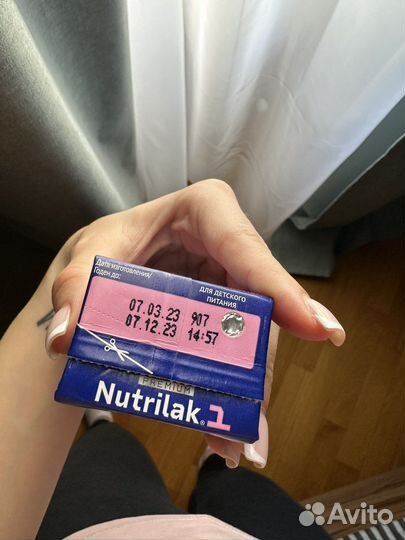 Дата изготовления/
Годен до:
ДЛЯ ДЕТСКОГО
ПИТАНИЯ
07.03.23 907
07.12.23 14:57
PREMIUM
Nutrilak® 1
Avito